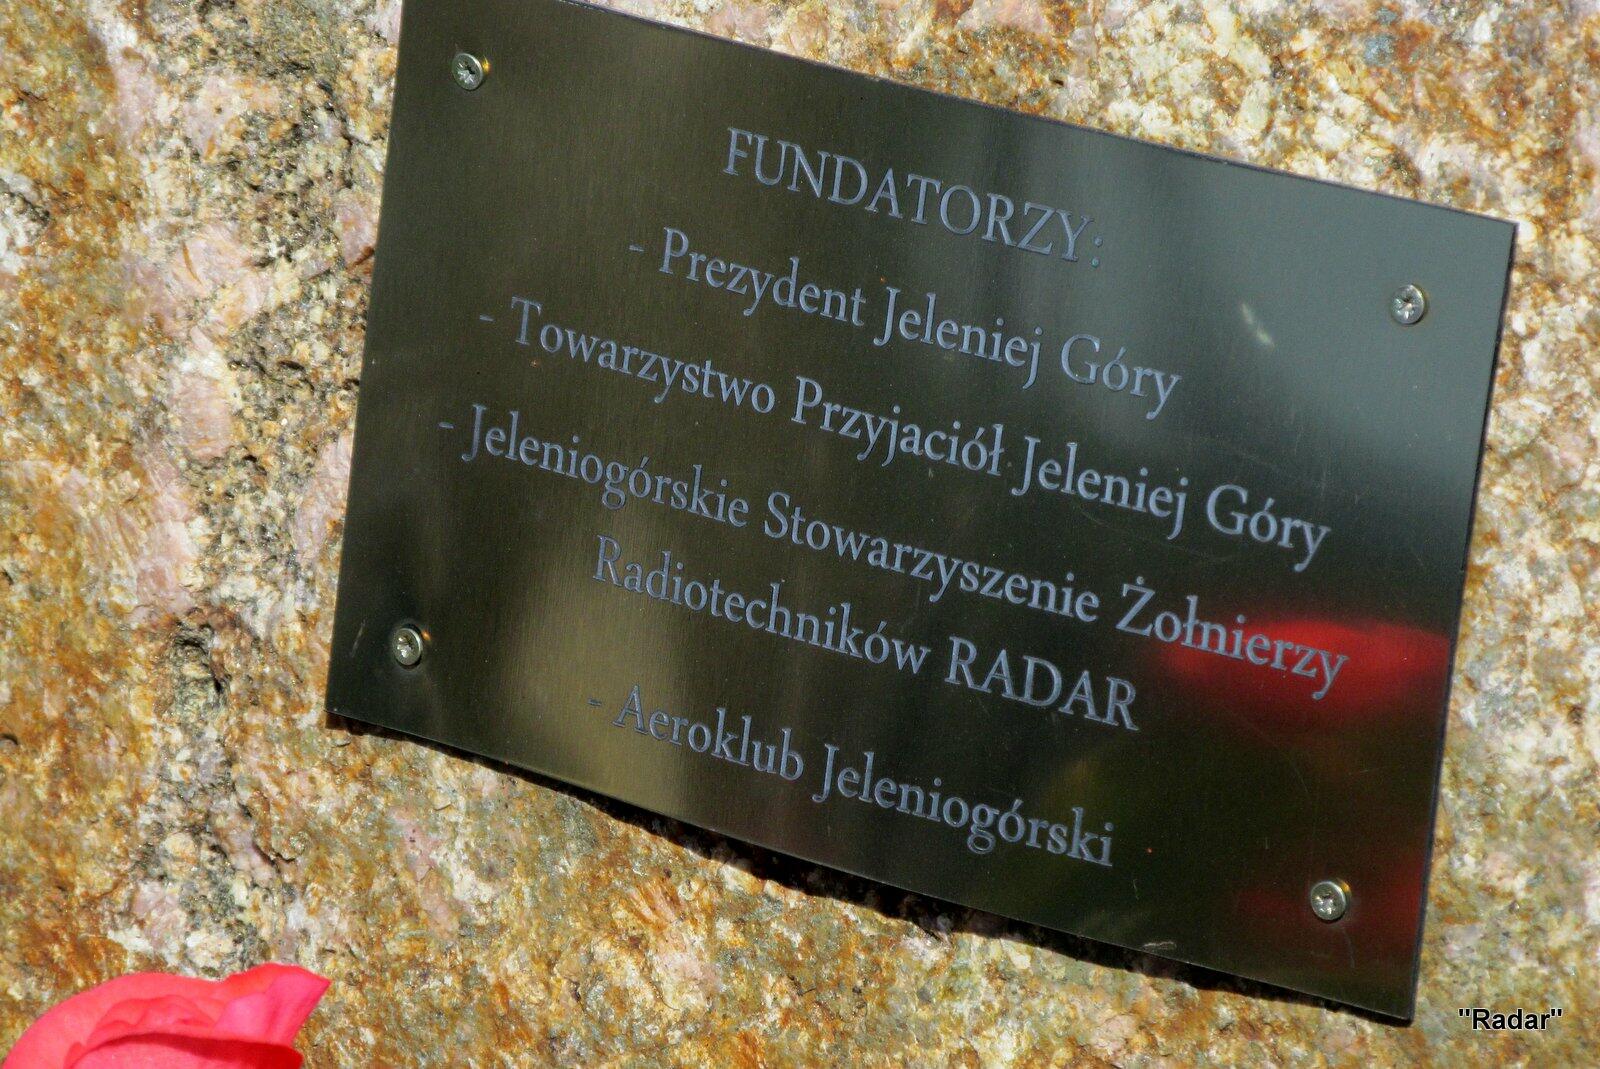 FUNDATORZY:
- Prezydent Jeleniej Góry
- Towarzystwo Przyjaciół Jeleniej Góry
- Jeleniogórskie Stowarzyszenie Żołnierzy
Radiotechników RADAR
- Aeroklub Jeleniogórski
"Radar"